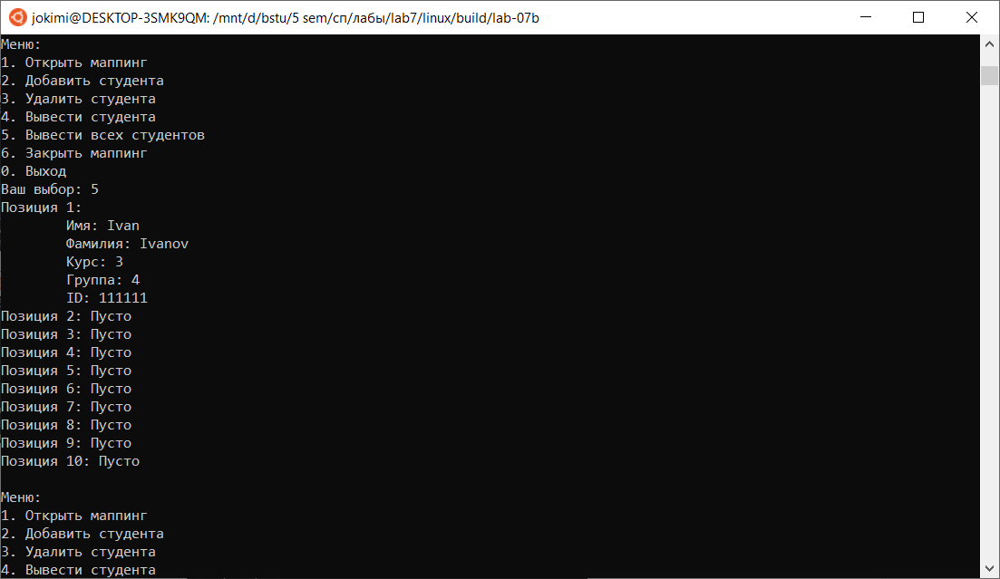 jokimi@DESKTOP-3SMK9QM: /mnt/d/bstu/5 sem/сп/лабы/lab7/linux/build/lab-07b
Меню:
1. Открыть маппинг
2. Добавить студента
3. Удалить студента
4. Вывести студента
5. Вывести всех студентов
6. Закрыть маппинг
0. Выход
Ваш выбор: 5
Позиция 1:
Имя: Ivan
Фамилия: Ivanov
Курс: 3
Группа: 4
ID: 111111
Позиция 2: Пусто
Позиция 3: Пусто
Позиция 4: Пусто
Позиция 5: Пусто
Позиция 6: Пусто
Позиция 7: Пусто
Позиция 8: Пусто
Позиция 9: Пусто
Позиция 10: Пусто
Меню:
1. Открыть маппинг
2. Добавить студента
3. Удалить студента
4. Вывести студента